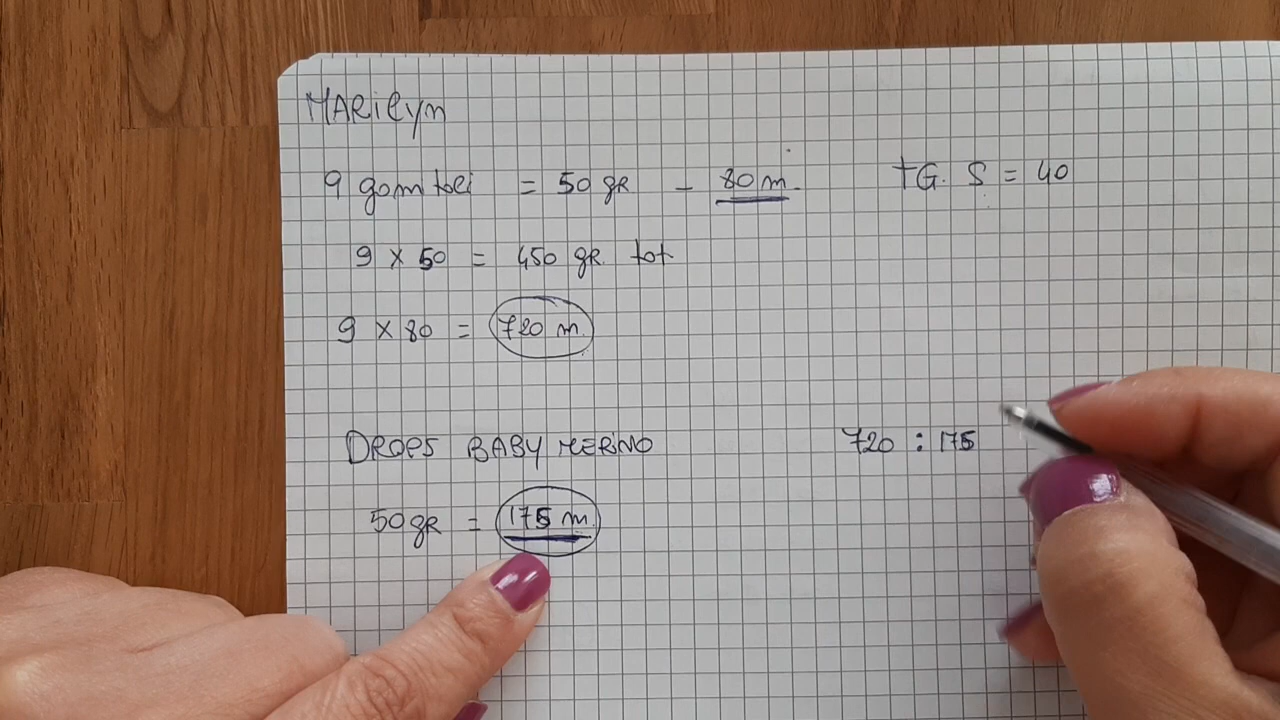 MARilyn
9 gomitoli = 50 gr - 80 m. tG. S = 40
9 x 50 = 450 gr. tot
9 x 80 = 720 m.
DROPS BABY MERINO 720 : 175
50 gr = 175 m.